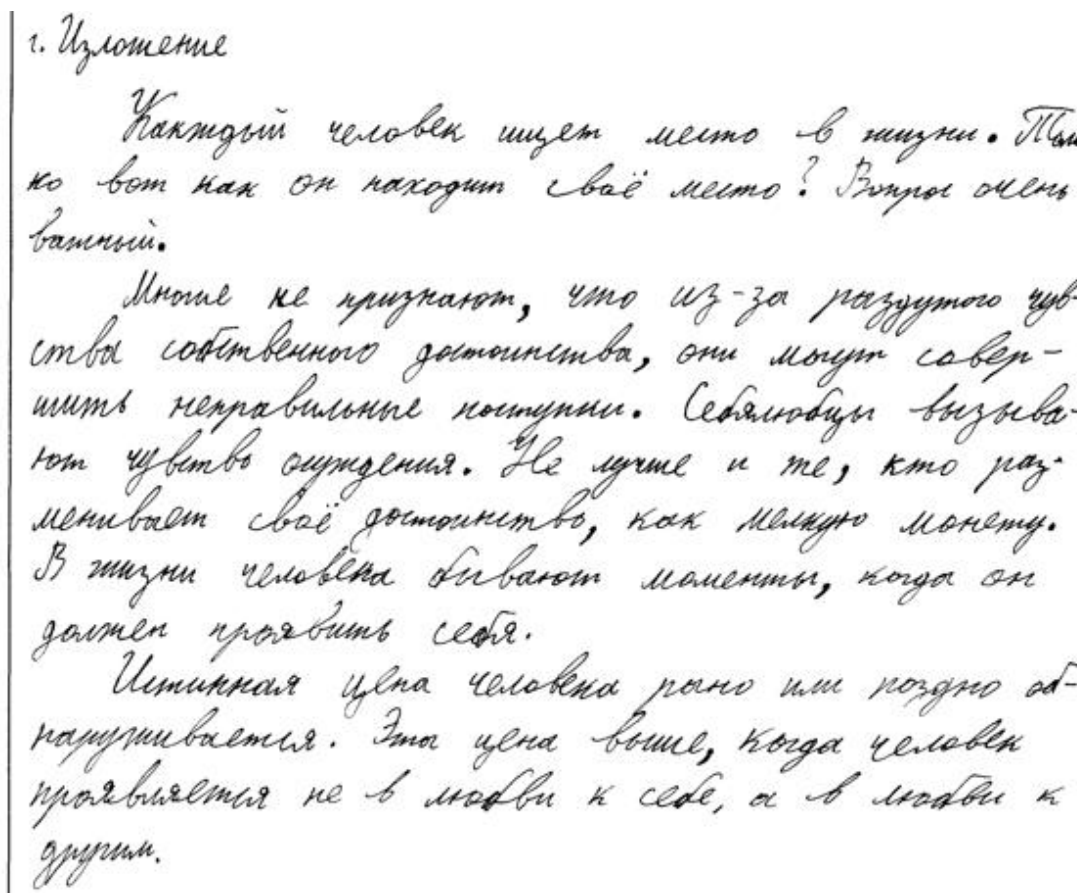 1. Изложение
Каждый человек ищет место в жизни. Толь
ко вот как он находит своё место? Вопрос очень
важный.
Многие не признают, что из-за раздутого чув-
ства собственного достоинства, они могут совер-
шить неправильные поступки. Себялюбцы вызыва-
ют чувство осуждения. Не лучше и те, кто раз-
менивает своё достоинство, как мелкую монету.
В жизни человека бывают моменты, когда он
должен проявить себя.
Истинная цена человека рано или поздно об-
наруживается. Эта цена выше, когда человек
проявляется не в любви к себе, а в любви к
другим.